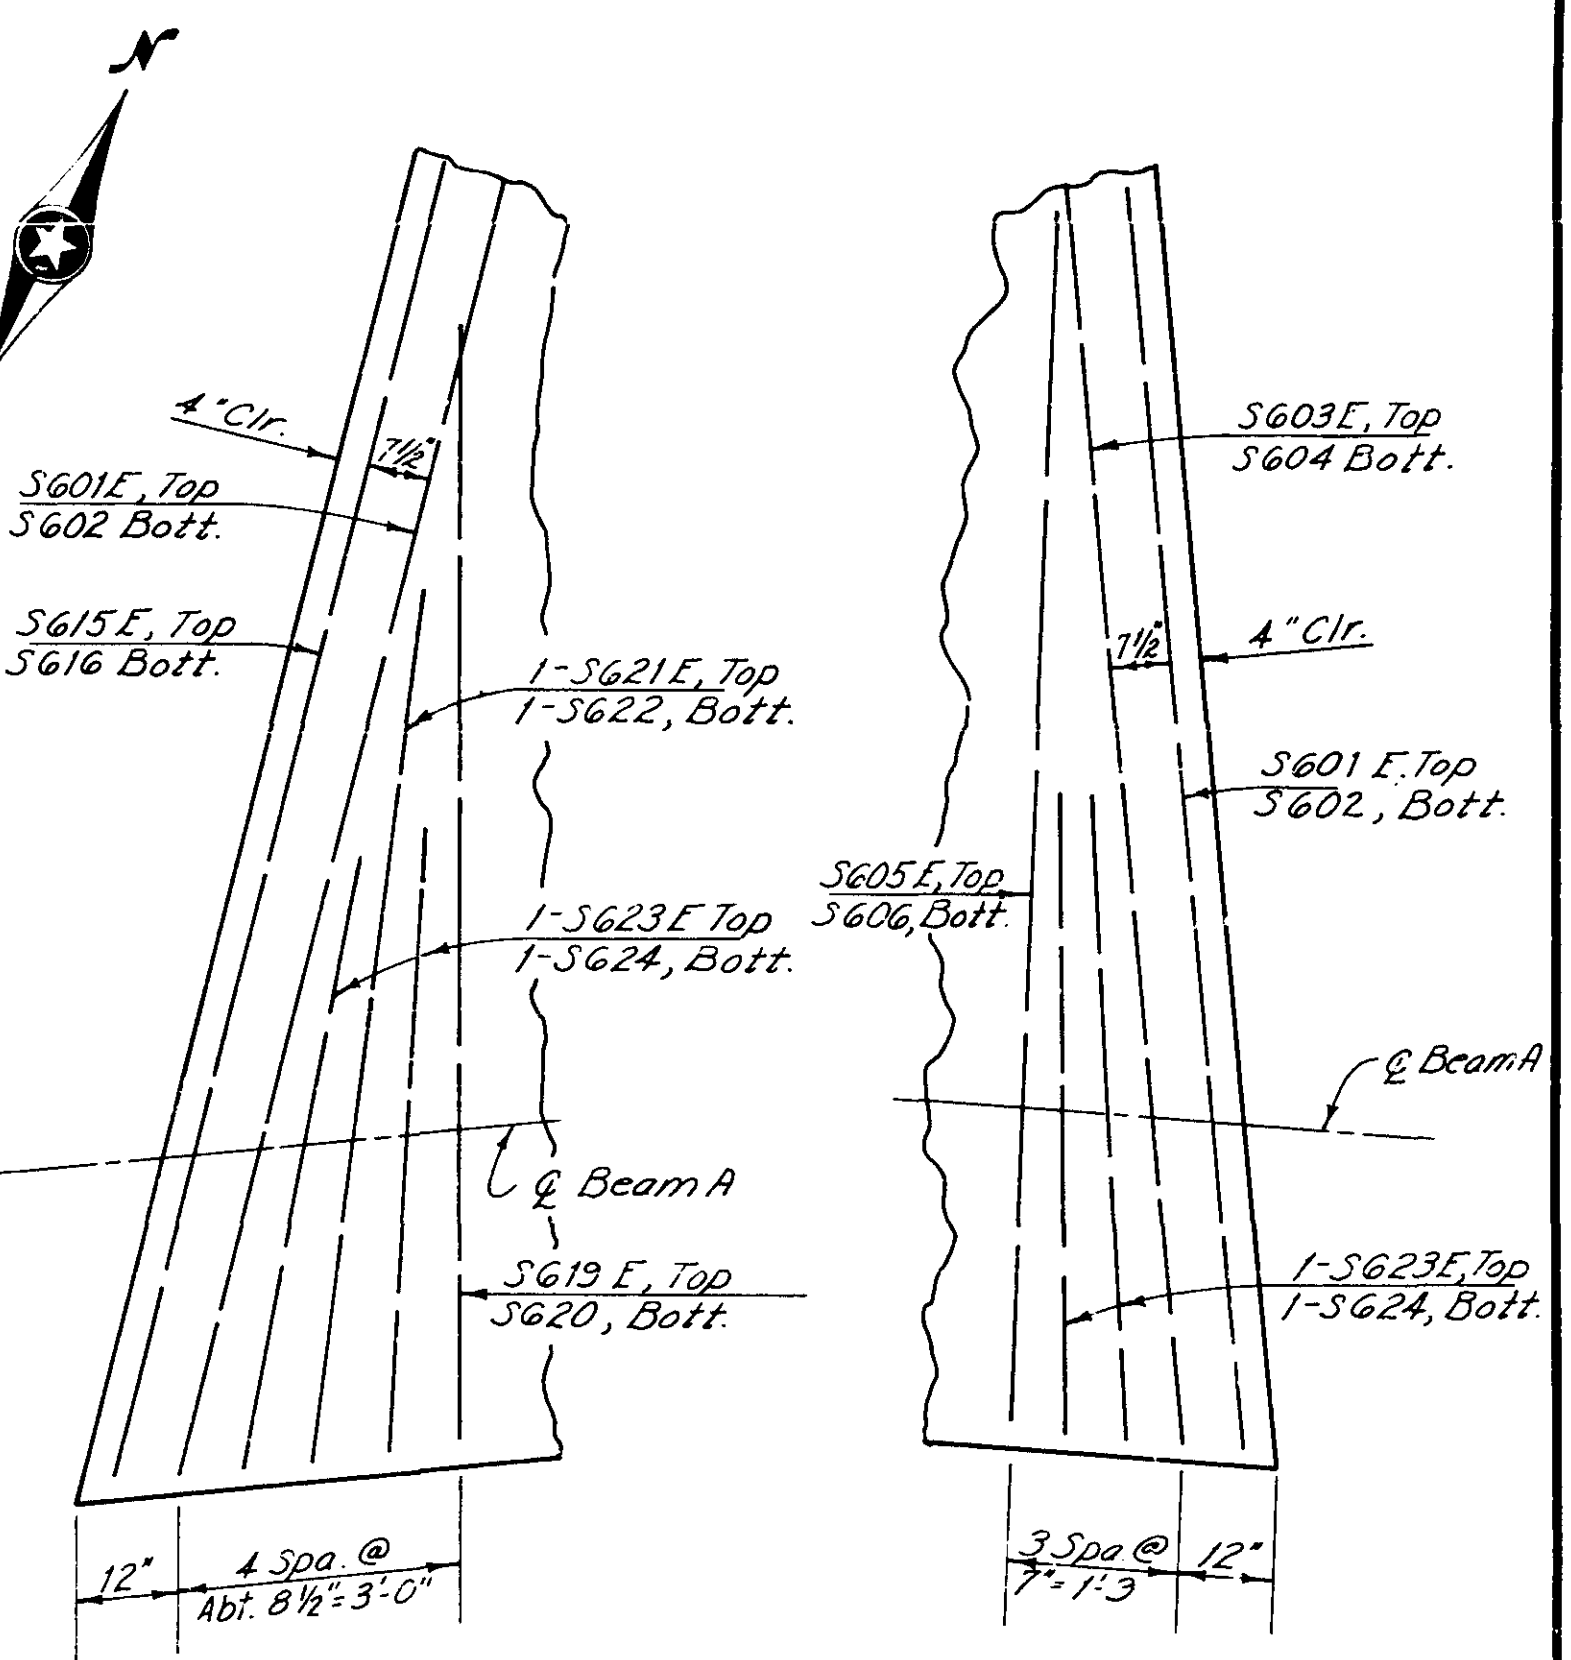 N
4" Clr.
7½"
S601E, Top
S602 Bott.
S615E, Top
S616 Bott.
1-S621E, Top
1-S622, Bott.
1-S623E Top
1-S624, Bott.
℄ Beam A
S619 E, Top
S620, Bott.
12"
4 Spa. @
Abt. 8½"=3'-0"
S603E, Top
S604 Bott.
7½"
4" Clr.
S601 E. Top
S602, Bott.
S605E, Top
S606, Bott.
℄ Beam A
1-S623E, Top
1-S624, Bott.
3 Spa. @
7"=1'-3
12"